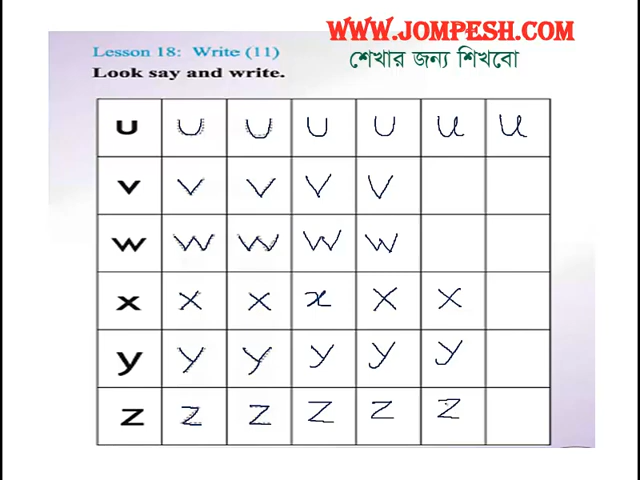 WWW.JOMPESH.COM
শেখার জন্য শিখবো
Lesson 18: Write (11)
Look say and write.
u u u u u u u
v v v v v
w w w w w
x x x x x x
y y y y y y
z z z z z z